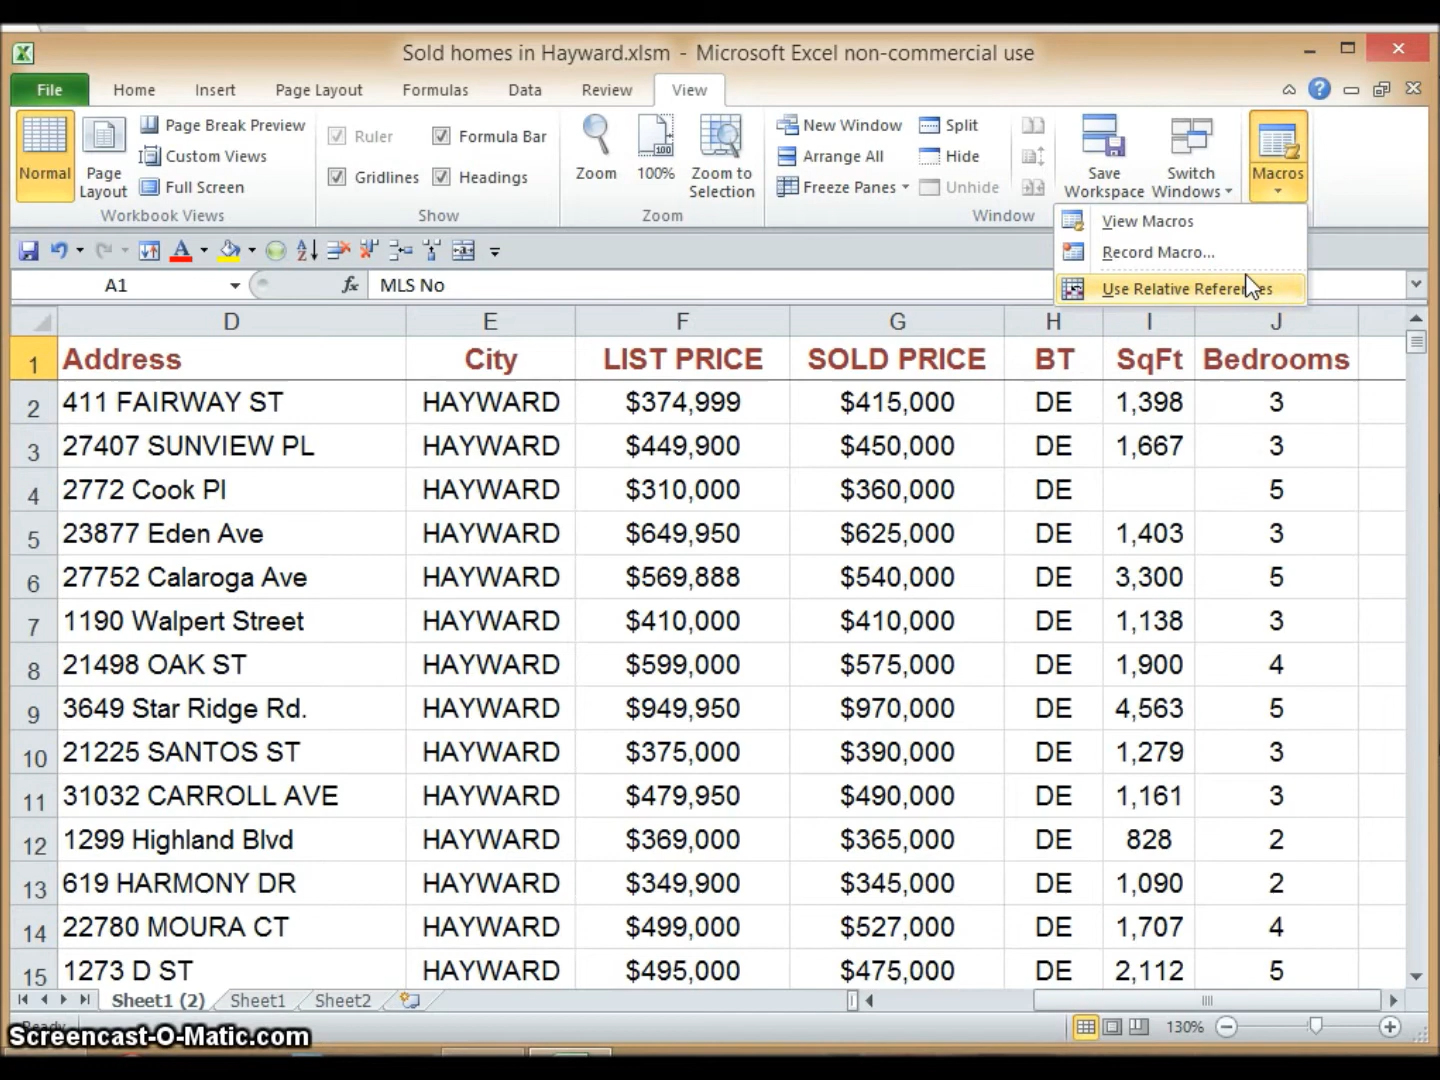 Sold homes in Hayward.xlsm - Microsoft Excel non-commercial use
File Home Insert Page Layout Formulas Data Review View
Normal
Page Layout
Page Break Preview
Custom Views
Full Screen
Workbook Views
Ruler
Formula Bar
Gridlines
Headings
Show
Zoom
100%
Zoom to Selection
Zoom
New Window
Arrange All
Freeze Panes
Split
Hide
Unhide
Window
Save Workspace
Switch Windows
Macros
View Macros
Record Macro...
Use Relative References
A1 fx MLS No
D E F G H I J
1 Address City LIST PRICE SOLD PRICE BT SqFt Bedrooms
2 411 FAIRWAY ST HAYWARD $374,999 $415,000 DE 1,398 3
3 27407 SUNVIEW PL HAYWARD $449,900 $450,000 DE 1,667 3
4 2772 Cook Pl HAYWARD $310,000 $360,000 DE 5
5 23877 Eden Ave HAYWARD $649,950 $625,000 DE 1,403 3
6 27752 Calaroga Ave HAYWARD $569,888 $540,000 DE 3,300 5
7 1190 Walpert Street HAYWARD $410,000 $410,000 DE 1,138 3
8 21498 OAK ST HAYWARD $599,000 $575,000 DE 1,900 4
9 3649 Star Ridge Rd. HAYWARD $949,950 $970,000 DE 4,563 5
10 21225 SANTOS ST HAYWARD $375,000 $390,000 DE 1,279 3
11 31032 CARROLL AVE HAYWARD $479,950 $490,000 DE 1,161 3
12 1299 Highland Blvd HAYWARD $369,000 $365,000 DE 828 2
13 619 HARMONY DR HAYWARD $349,900 $345,000 DE 1,090 2
14 22780 MOURA CT HAYWARD $499,000 $527,000 DE 1,707 4
15 1273 D ST HAYWARD $495,000 $475,000 DE 2,112 5
Sheet1 (2) Sheet1 Sheet2
Ready
130%
Screencast-O-Matic.com